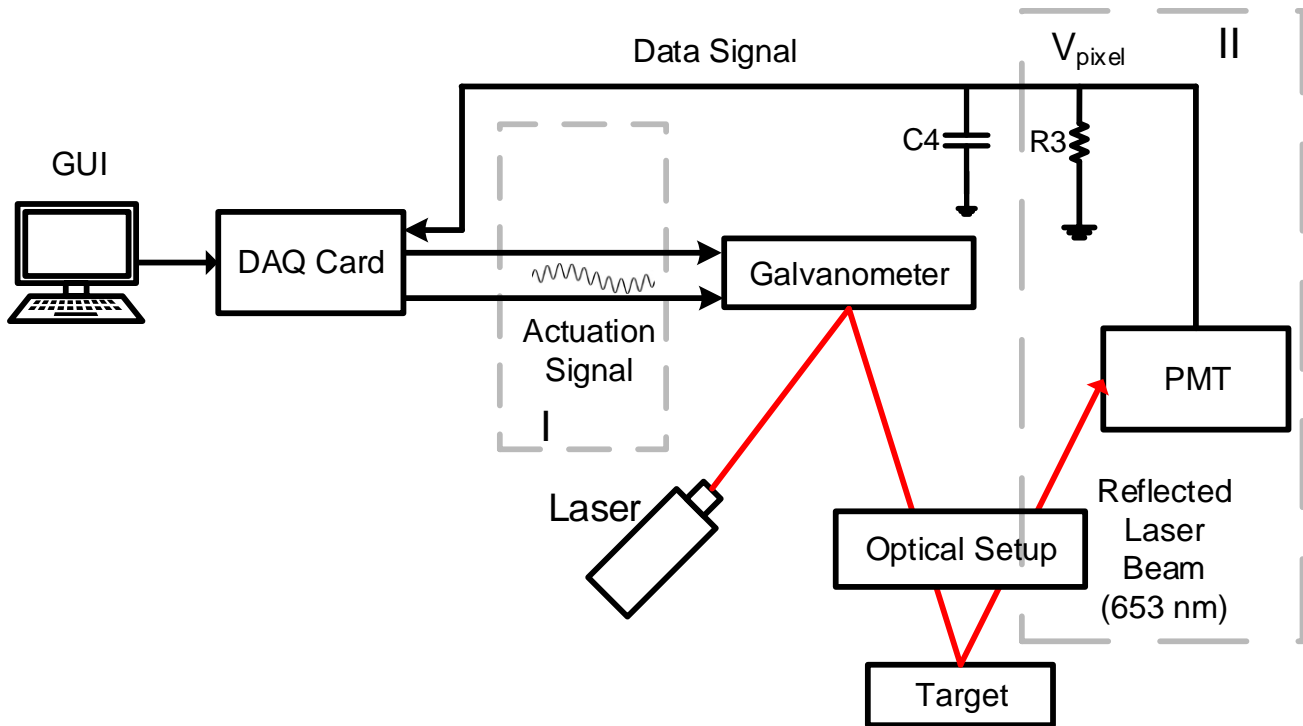 Data Signal
V_pixel
II
C4
R3
GUI
DAQ Card
Galvanometer
Actuation
Signal
I
PMT
Laser
Reflected
Laser
Beam
(653 nm)
Optical Setup
Target